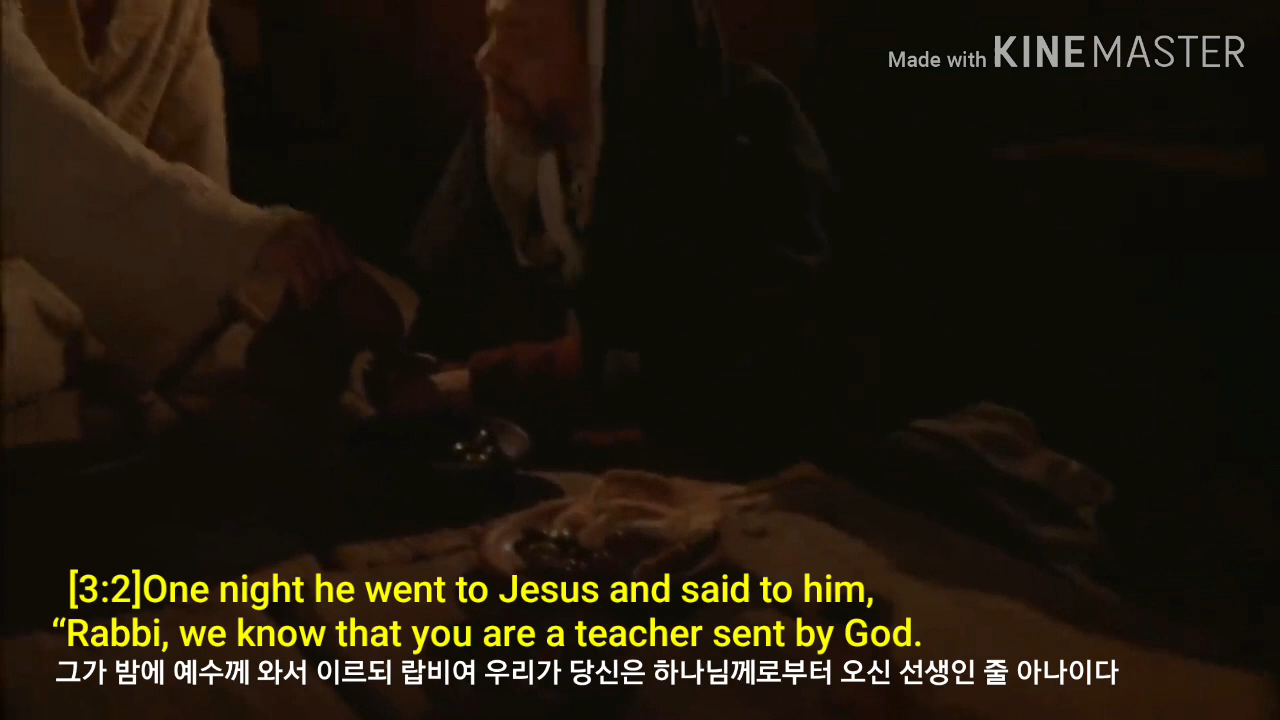 Made with KINEMASTER
[3:2]One night he went to Jesus and said to him,
“Rabbi, we know that you are a teacher sent by God.
그가 밤에 예수께 와서 이르되 랍비여 우리가 당신은 하나님께로부터 오신 선생인 줄 아나이다